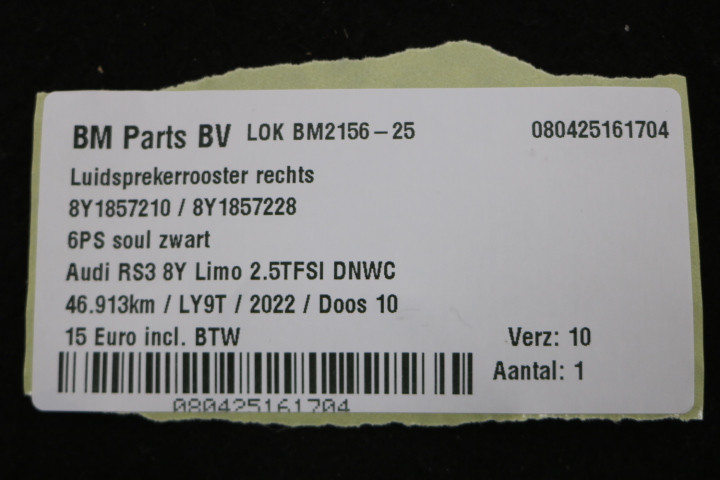 BM Parts BV LOK BM2156-25 080425161704
Luidsprekerrooster rechts
8Y1857210 / 8Y1857228
6PS soul zwart
Audi RS3 8Y Limo 2.5TFSI DNWC
46.913km / LY9T / 2022 / Doos 10
15 Euro incl. BTW Verz: 10
Aantal: 1
080425161704